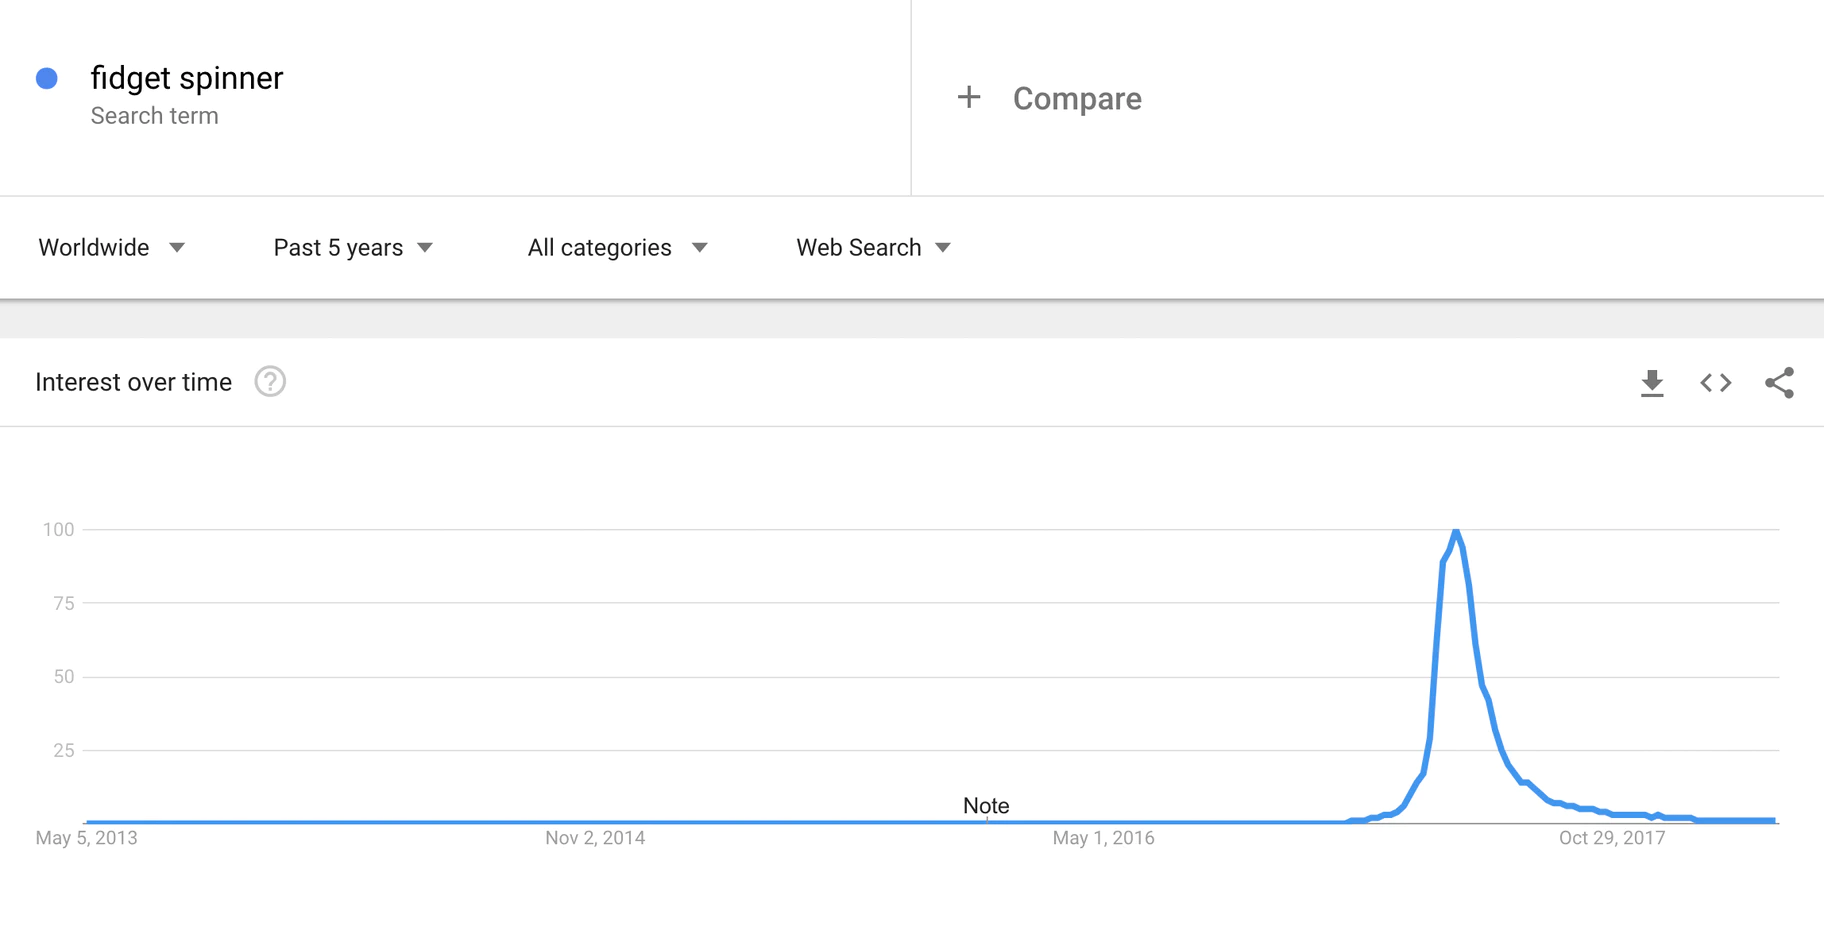 fidget spinner
Search term
+ Compare
Worldwide
Past 5 years
All categories
Web Search
Interest over time ?
100
75
50
25
Note
May 5, 2013
Nov 2, 2014
May 1, 2016
Oct 29, 2017